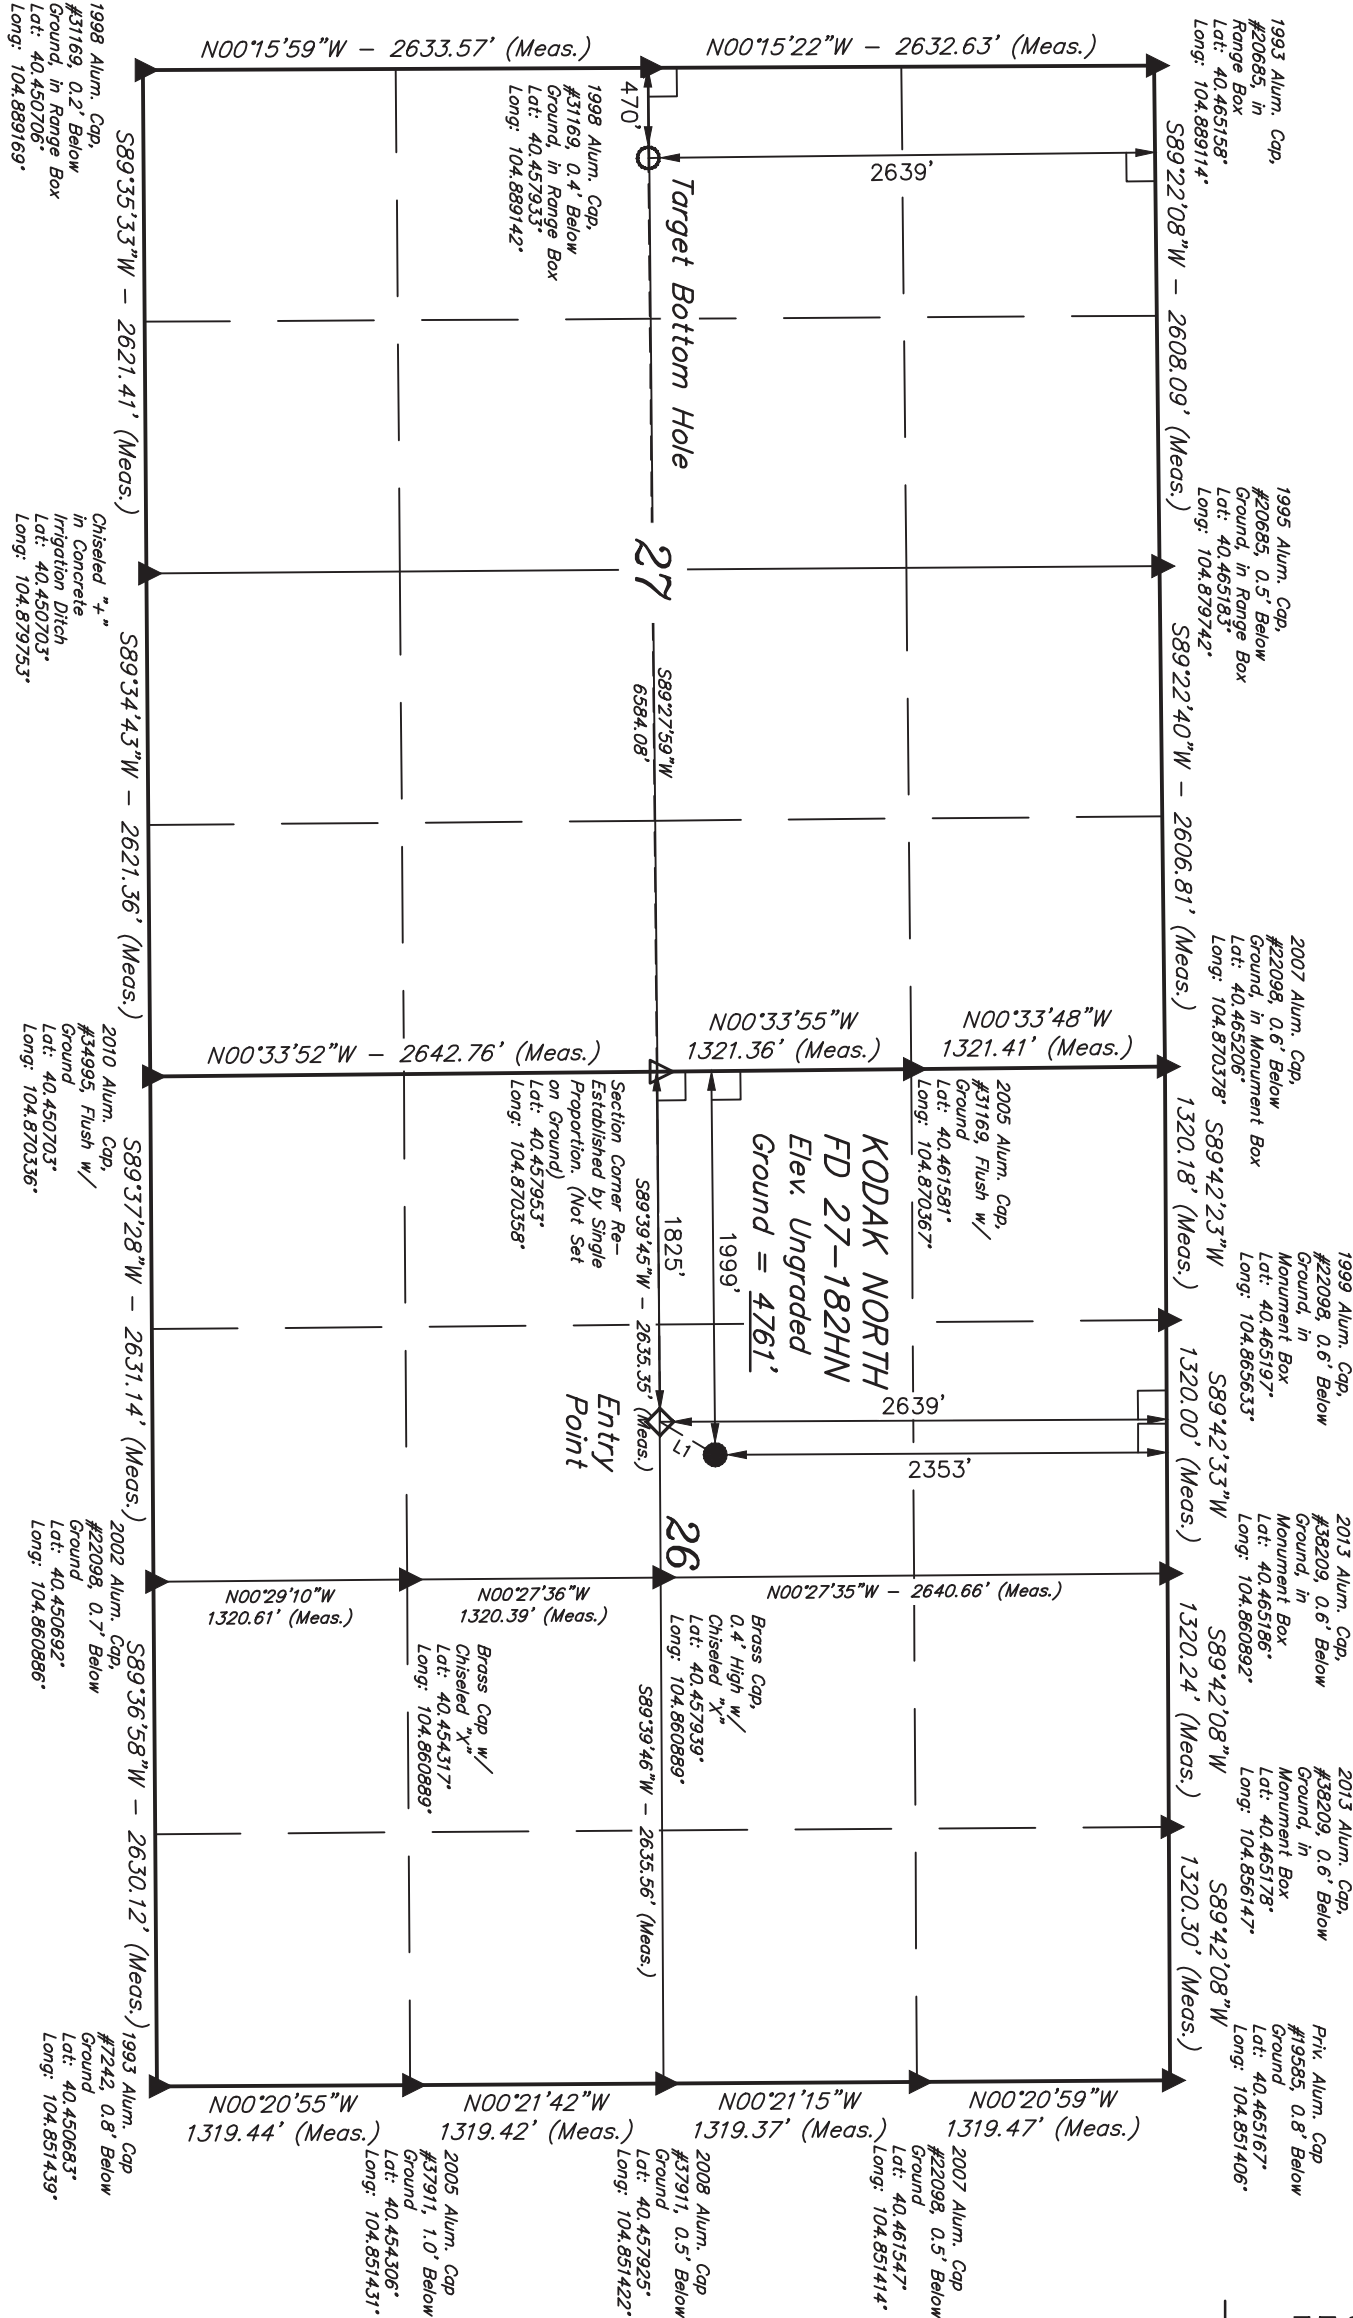 1993 Alum. Cap,
#20685, in
Range Box
Lat: 40.465158°
Long: 104.889114°
S89°22'08"W – 2608.09' (Meas.)
1995 Alum. Cap,
#20685, 0.5' Below
Ground, in Range Box
Lat: 40.465183°
Long: 104.879742°
S89°22'40"W – 2606.81' (Meas.)
2007 Alum. Cap,
#22098, 0.6' Below
Ground, in Monument Box
Lat: 40.465206°
Long: 104.870378°
S89°42'23"W
1320.18' (Meas.)
1999 Alum. Cap,
#22098, 0.6' Below
Ground, in
Monument Box
Lat: 40.465197°
Long: 104.865633°
S89°42'33"W
1320.00' (Meas.)
2013 Alum. Cap,
#38209, 0.6' Below
Ground, in
Monument Box
Lat: 40.465186°
Long: 104.860892°
S89°42'08"W
1320.24' (Meas.)
2013 Alum. Cap,
#38209, 0.6' Below
Ground, in
Monument Box
Lat: 40.465178°
Long: 104.856147°
S89°42'08"W
1320.30' (Meas.)
Priv. Alum. Cap
#19585, 0.8' Below
Ground
Lat: 40.465167°
Long: 104.851406°
N00°15'22"W – 2632.63' (Meas.)
2639'
470'
Target Bottom Hole
1998 Alum. Cap,
#31169, 0.4' Below
Ground, in Range Box
Lat: 40.457933°
Long: 104.889142°
N00°15'59"W – 2633.57' (Meas.)
27
S89°27'59"W
6584.08'
N00°33'48"W
1321.41' (Meas.)
N00°33'55"W
1321.36' (Meas.)
N00°33'52"W – 2642.76' (Meas.)
2005 Alum. Cap,
#31169, Flush w/
Ground
Lat: 40.461581°
Long: 104.870367°
KODAK NORTH
FD 27-182HN
Elev. Ungraded
Ground = 4761'
1999'
1825'
S89°39'45"W – 2635.35' (Meas.)
Section Corner Re-
Established by Single
Proportion. (Not Set
on Ground)
Lat: 40.457953°
Long: 104.870358°
2639'
2353'
L1
Entry
Point
26
N00°27'35"W – 2640.66' (Meas.)
N00°27'36"W
1320.39' (Meas.)
N00°29'10"W
1320.61' (Meas.)
Brass Cap,
0.4' High w/
Chiseled "X"
Lat: 40.457939°
Long: 104.860889°
S89°39'46"W – 2635.56' (Meas.)
Brass Cap w/
Chiseled "X"
Lat: 40.454317°
Long: 104.860889°
N00°20'59"W
1319.47' (Meas.)
2007 Alum. Cap
#22098, 0.5' Below
Ground
Lat: 40.461547°
Long: 104.851414°
N00°21'15"W
1319.37' (Meas.)
2008 Alum. Cap
#37911, 0.5' Below
Ground
Lat: 40.457925°
Long: 104.851422°
N00°21'42"W
1319.42' (Meas.)
2005 Alum. Cap
#37911, 1.0' Below
Ground
Lat: 40.454306°
Long: 104.851431°
N00°20'55"W
1319.44' (Meas.)
S89°35'33"W – 2621.41' (Meas.)
1998 Alum. Cap,
#31169, 0.2' Below
Ground, in Range Box
Lat: 40.450706°
Long: 104.889169°
Chiseled "+"
in Concrete
Irrigation Ditch
Lat: 40.450703°
Long: 104.879753°
S89°34'43"W – 2621.36' (Meas.)
2010 Alum. Cap,
#34995, Flush w/
Ground
Lat: 40.450703°
Long: 104.870336°
S89°37'28"W – 2631.14' (Meas.)
2002 Alum. Cap,
#22098, 0.7' Below
Ground
Lat: 40.450692°
Long: 104.860886°
S89°36'58"W – 2630.12' (Meas.)
1993 Alum. Cap
#7242, 0.8' Below
Ground
Lat: 40.450683°
Long: 104.851439°